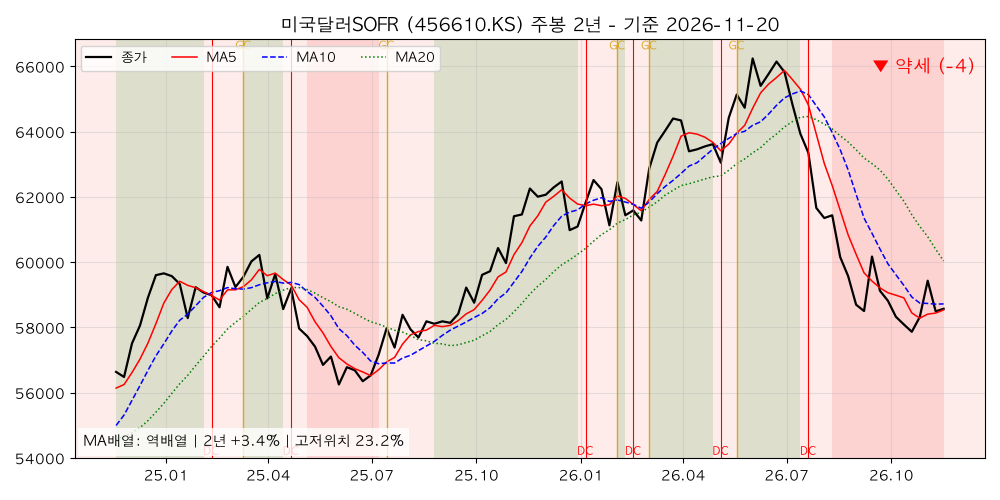 미국달러SOFR (456610.KS) 주봉 2년 - 기준 2026-11-20
GC GC GC GC GC
종가 MA5 MA10 MA20
▼ 약세 (-4)
66000
64000
62000
60000
58000
56000
54000
MA배열: 역배열 | 2년 +3.4% | 고저위치 23.2%
DC DC DC DC DC DC
25.01 25.04 25.07 25.10 26.01 26.04 26.07 26.10